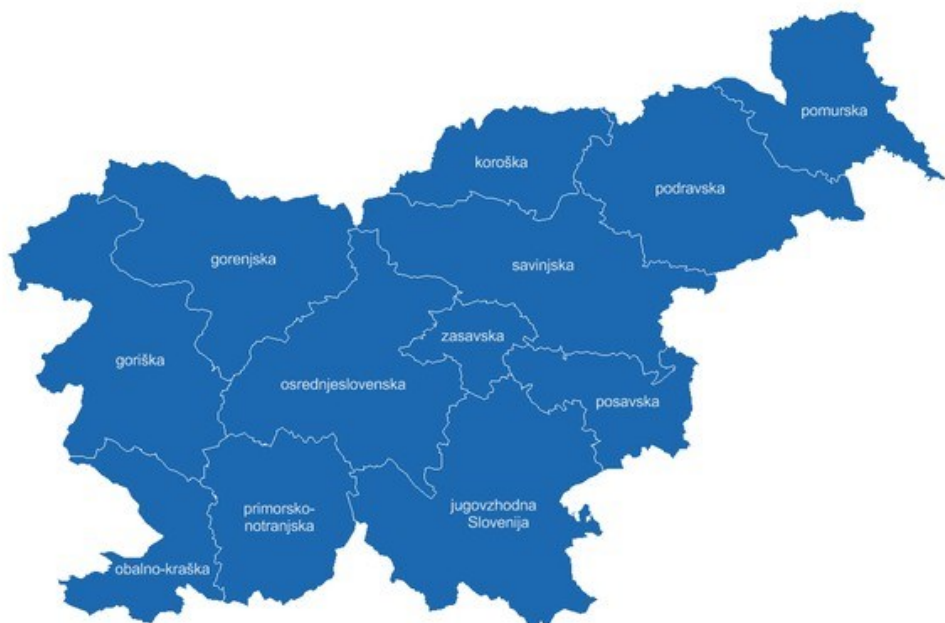 pomurska
koroška
podravska
gorenjska
savinjska
zasavska
goriška
osrednjeslovenska
posavska
primorsko-
notranjska
jugovzhodna
Slovenija
obalno-kraška